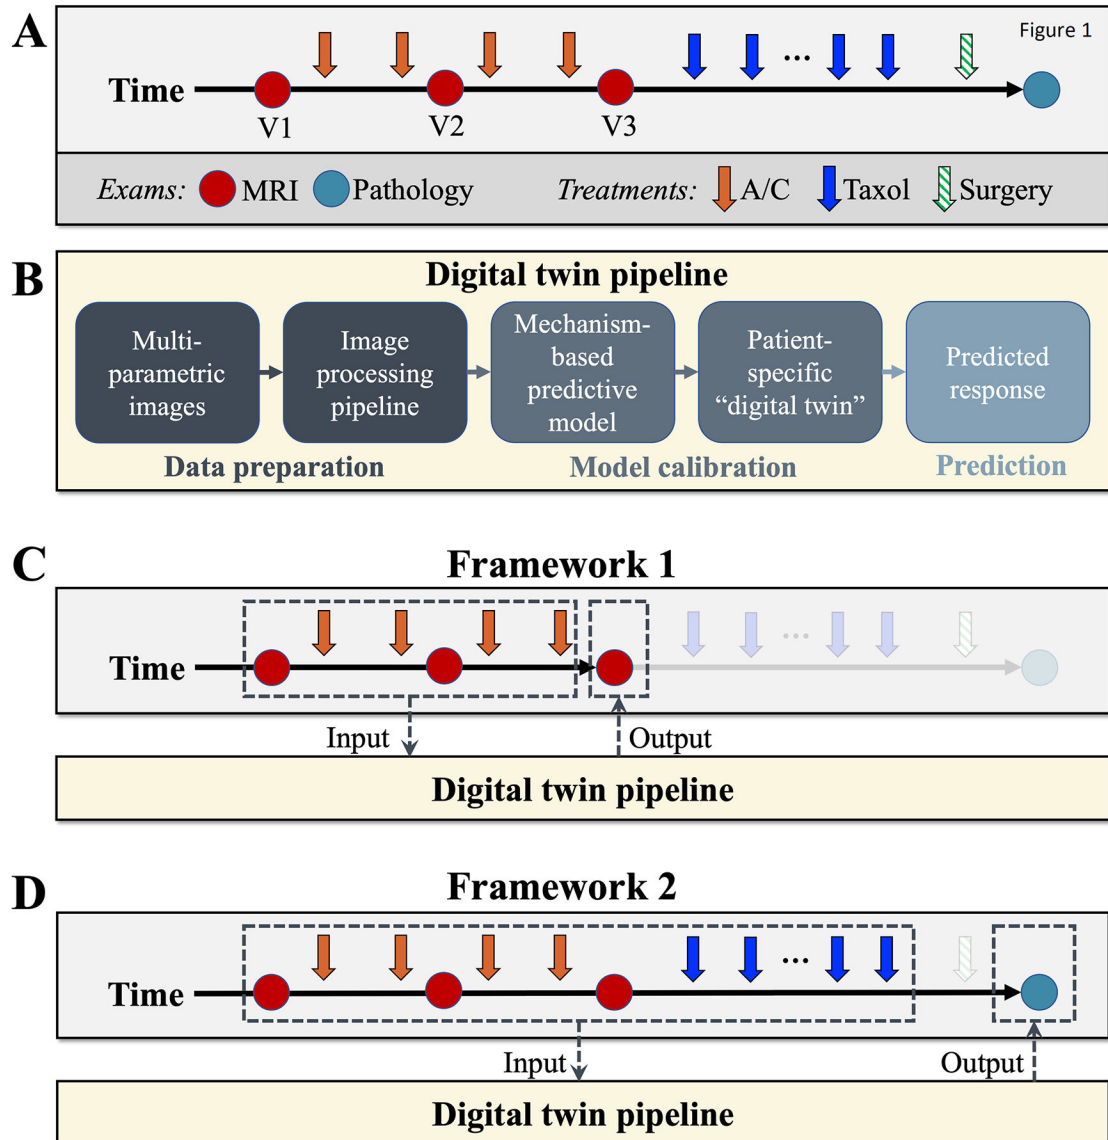 A
Figure 1
Time
...
V1
V2
V3
Exams:
MRI
Pathology
Treatments:
A/C
Taxol
Surgery
B
Digital twin pipeline
Multi-
parametric
images
Image
processing
pipeline
Mechanism-
based
predictive
model
Patient-
specific
“digital twin”
Predicted
response
Data preparation
Model calibration
Prediction
C
Framework 1
...
Time
Input
Output
Digital twin pipeline
D
Framework 2
...
Time
Input
Output
Digital twin pipeline